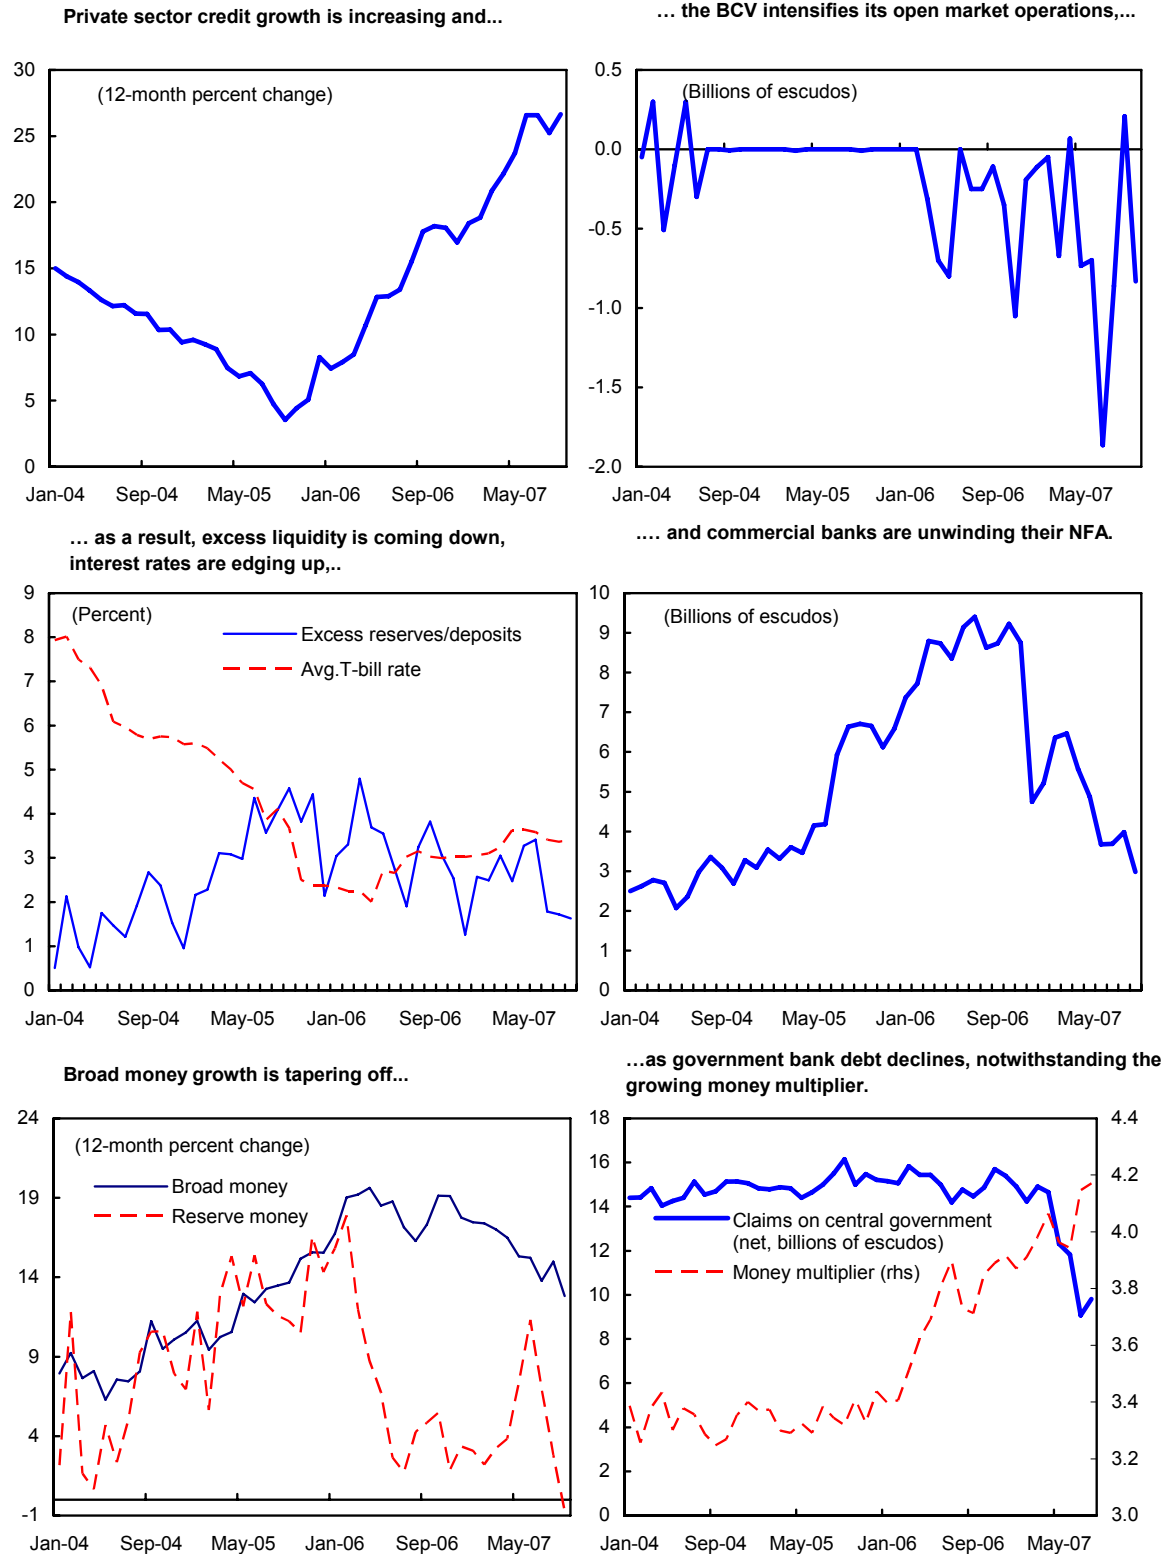 Private sector credit growth is increasing and...
30
(12-month percent change)
25
20
15
10
5
0
Jan-04 Sep-04 May-05 Jan-06 Sep-06 May-07
... the BCV intensifies its open market operations,...
0.5
(Billions of escudos)
0.0
-0.5
-1.0
-1.5
-2.0
Jan-04 Sep-04 May-05 Jan-06 Sep-06 May-07
... as a result, excess liquidity is coming down,
interest rates are edging up,..
9
(Percent)
8
Excess reserves/deposits
Avg.T-bill rate
7
6
5
4
3
2
1
0
Jan-04 Sep-04 May-05 Jan-06 Sep-06 May-07
.... and commercial banks are unwinding their NFA.
10
(Billions of escudos)
9
8
7
6
5
4
3
2
1
0
Jan-04 Sep-04 May-05 Jan-06 Sep-06 May-07
Broad money growth is tapering off...
24
(12-month percent change)
Broad money
19
Reserve money
14
9
4
-1
Jan-04 Sep-04 May-05 Jan-06 Sep-06 May-07
...as government bank debt declines, notwithstanding the
growing money multiplier.
18 4.4
16 4.2
14
Claims on central government
(net, billions of escudos)
4.0
12
Money multiplier (rhs)
3.8
10
3.6
8
6
3.4
4
3.2
2
0 3.0
Jan-04 Sep-04 May-05 Jan-06 Sep-06 May-07